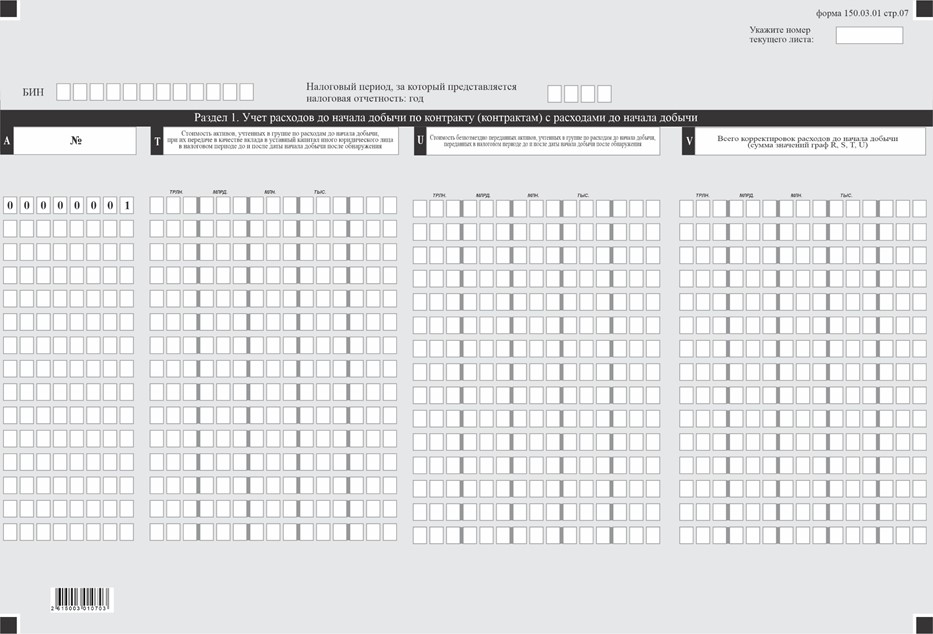 форма 150.03.01 стр.07
Укажите номер
текущего листа:
БИН
Налоговый период, за который представляется
налоговая отчетность: год
Раздел 1. Учет расходов до начала добычи по контракту (контрактам) с расходами до начала добычи
A
№
T
Стоимость активов, учтенных в группе по расходам до начала добычи,
при их передаче в качестве вклада в уставный капитал иного юридического лица
в налоговом периоде до и после даты начала добычи после обнаружения
U
Стоимость безвозмездно переданных активов, учтенных в группе по расходам до начала добычи,
переданных в налоговом периоде до и после даты начала добычи после обнаружения
V
Всего корректировок расходов до начала добычи
(сумма значений граф R, S, T, U)
ТРЛН. МЛРД. МЛН. ТЫС.
ТРЛН. МЛРД. МЛН. ТЫС.
ТРЛН. МЛРД. МЛН. ТЫС.
0 0 0 0 0 0 0 1
2 615003 010703